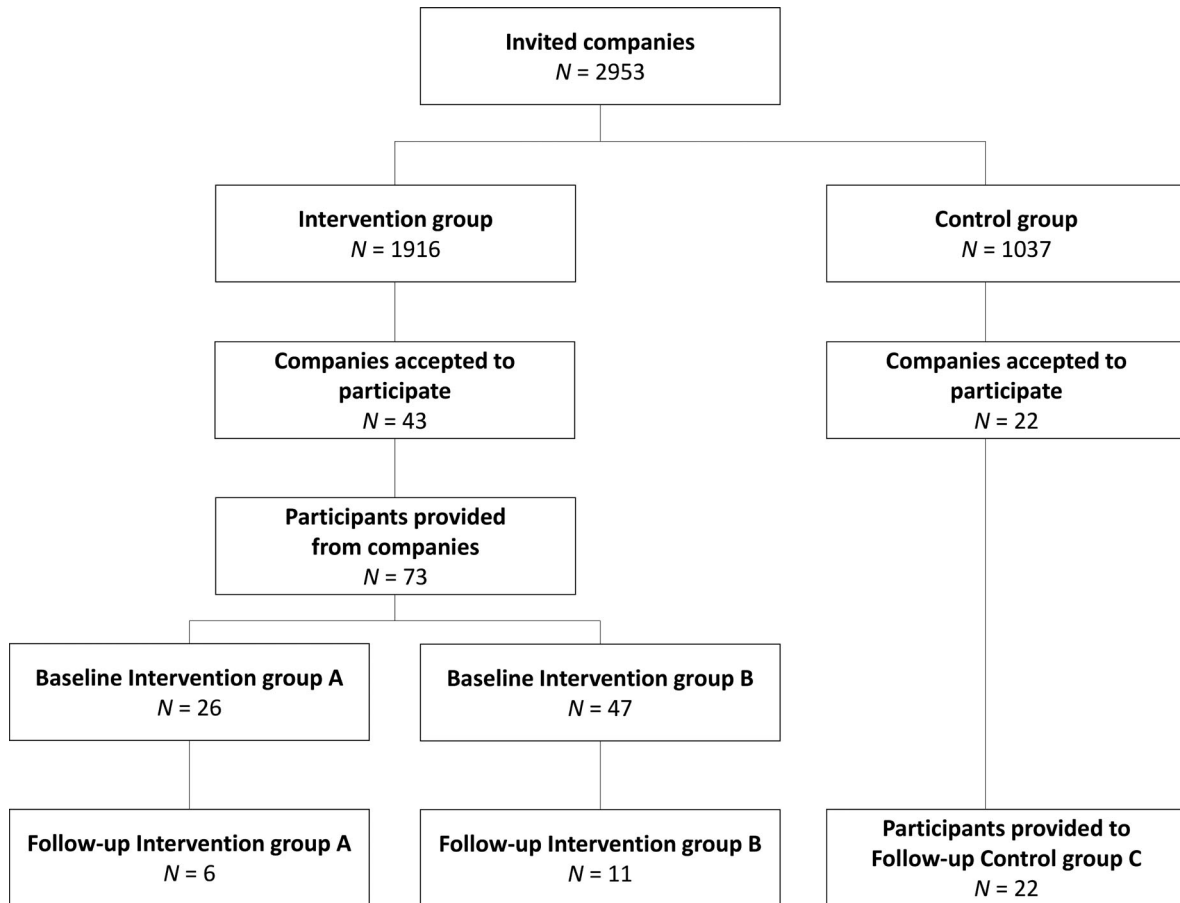 Invited companies
N = 2953
Intervention group
N = 1916
Control group
N = 1037
Companies accepted to
participate
N = 43
Companies accepted to
participate
N = 22
Participants provided
from companies
N = 73
Baseline Intervention group A
N = 26
Baseline Intervention group B
N = 47
Follow-up Intervention group A
N = 6
Follow-up Intervention group B
N = 11
Participants provided to
Follow-up Control group C
N = 22